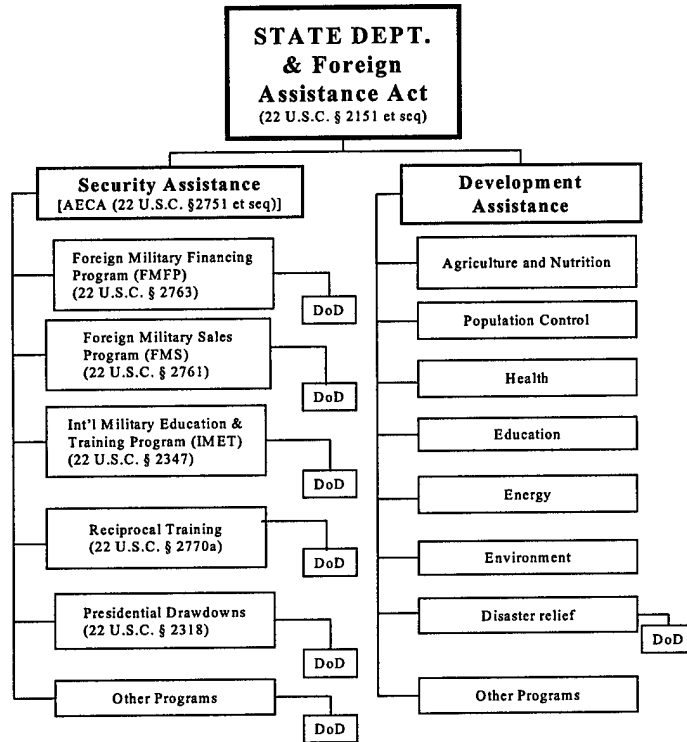 STATE DEPT.
& Foreign
Assistance Act
(22 U.S.C. § 2151 et seq)
Security Assistance
[AECA (22 U.S.C. §2751 et seq)]
Foreign Military Financing
Program (FMFP)
(22 U.S.C. § 2763)
DoD
Foreign Military Sales
Program (FMS)
(22 U.S.C. § 2761)
DoD
Int'l Military Education &
Training Program (IMET)
(22 U.S.C. § 2347)
DoD
Reciprocal Training
(22 U.S.C. § 2770a)
DoD
Presidential Drawdowns
(22 U.S.C. § 2318)
DoD
Other Programs
DoD
Development
Assistance
Agriculture and Nutrition
Population Control
Health
Education
Energy
Environment
Disaster relief
DoD
Other Programs